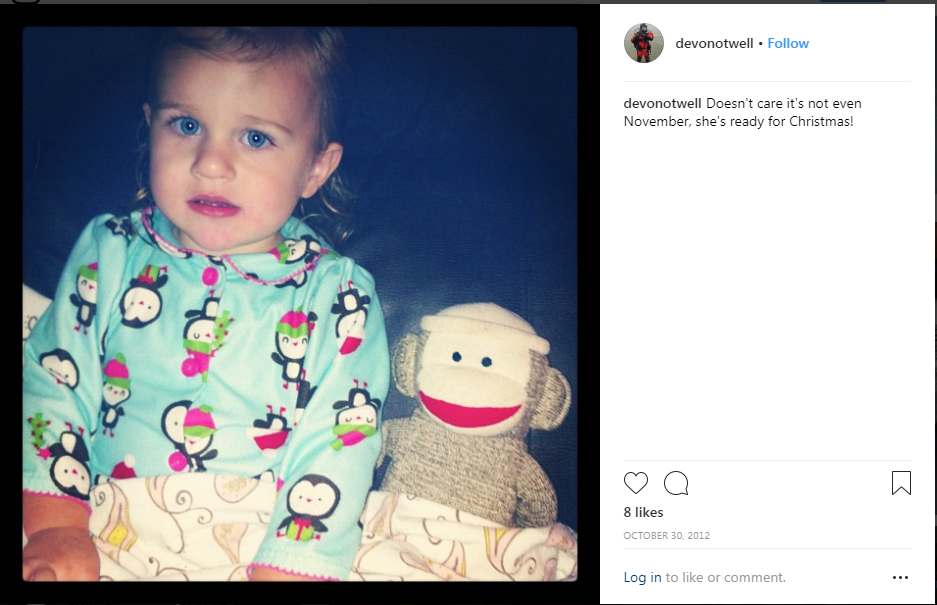 devonotwell • Follow
devonotwell Doesn't care it's not even
November, she's ready for Christmas!
8 likes
OCTOBER 30, 2012
Log in to like or comment.